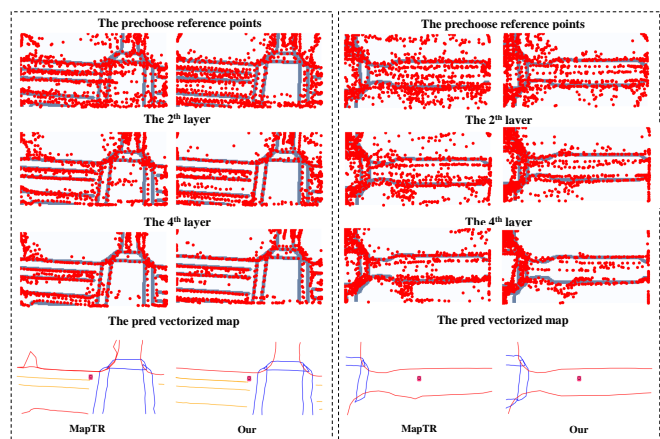 The prechoose reference points
The 2th layer
The 4th layer
The pred vectorized map
MapTR
Our
The prechoose reference points
The 2th layer
The 4th layer
The pred vectorized map
MapTR
Our